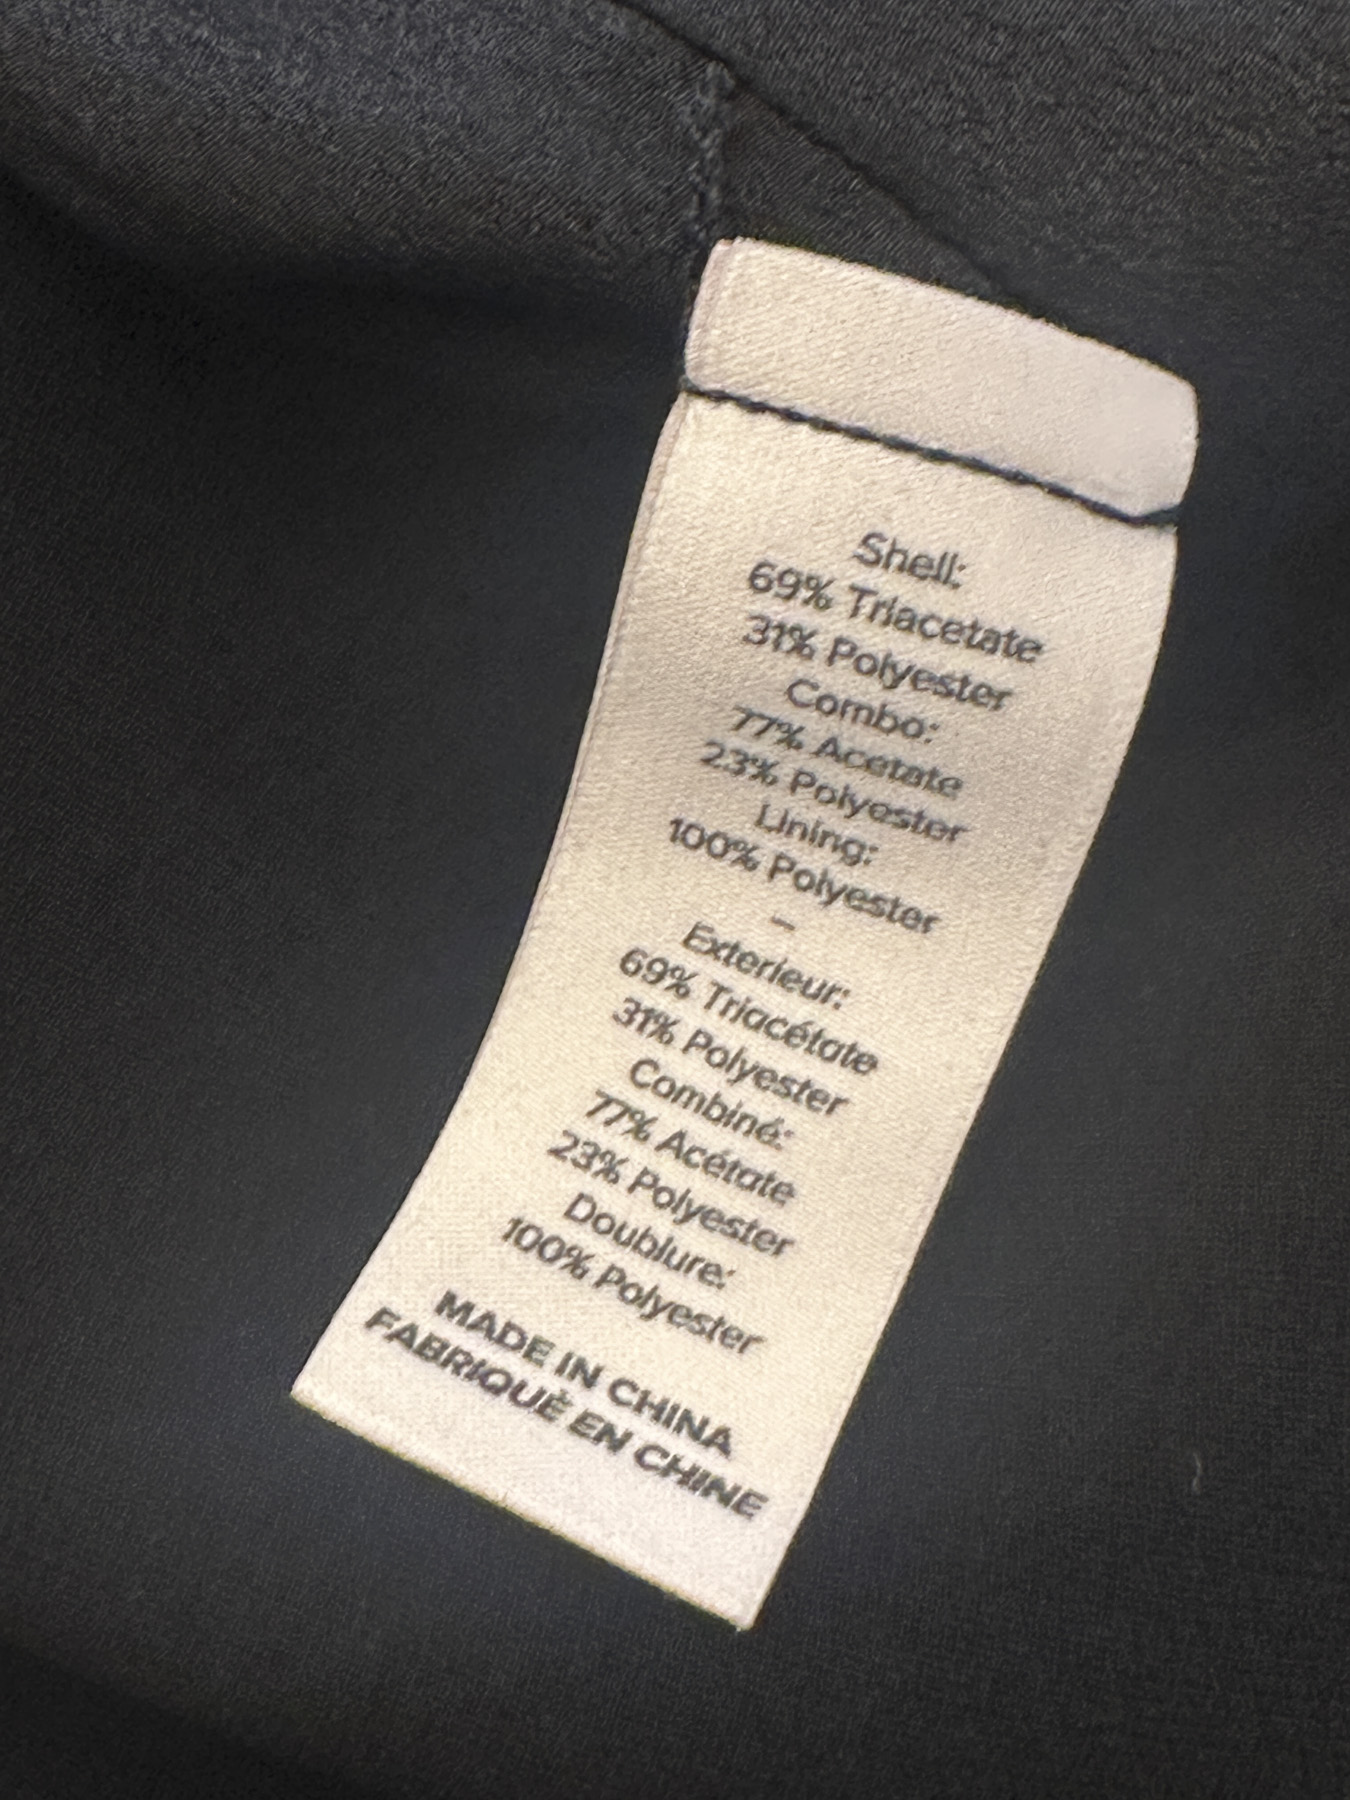 Shell:
69% Triacetate
31% Polyester
Combo:
77% Acetate
23% Polyester
Lining:
100% Polyester
–
Exterieur:
69% Triacétate
31% Polyester
Combiné:
77% Acétate
23% Polyester
Doublure:
100% Polyester
MADE IN CHINA
FABRIQUÉ EN CHINE